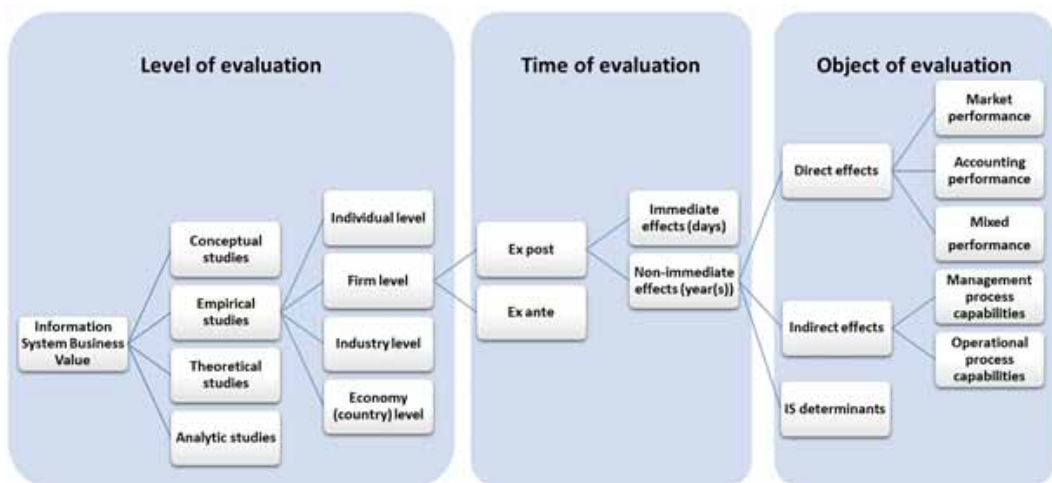 Level of evaluation
Information
System Business
Value
Conceptual
studies
Empirical
studies
Theoretical
studies
Analytic studies
Individual level
Firm level
Industry level
Economy
(country) level
Time of evaluation
Ex post
Ex ante
Immediate
effects (days)
Non-immediate
effects (year(s))
Object of evaluation
Direct effects
Indirect effects
IS determinants
Market
performance
Accounting
performance
Mixed
performance
Management
process
capabilities
Operational
process
capabilities